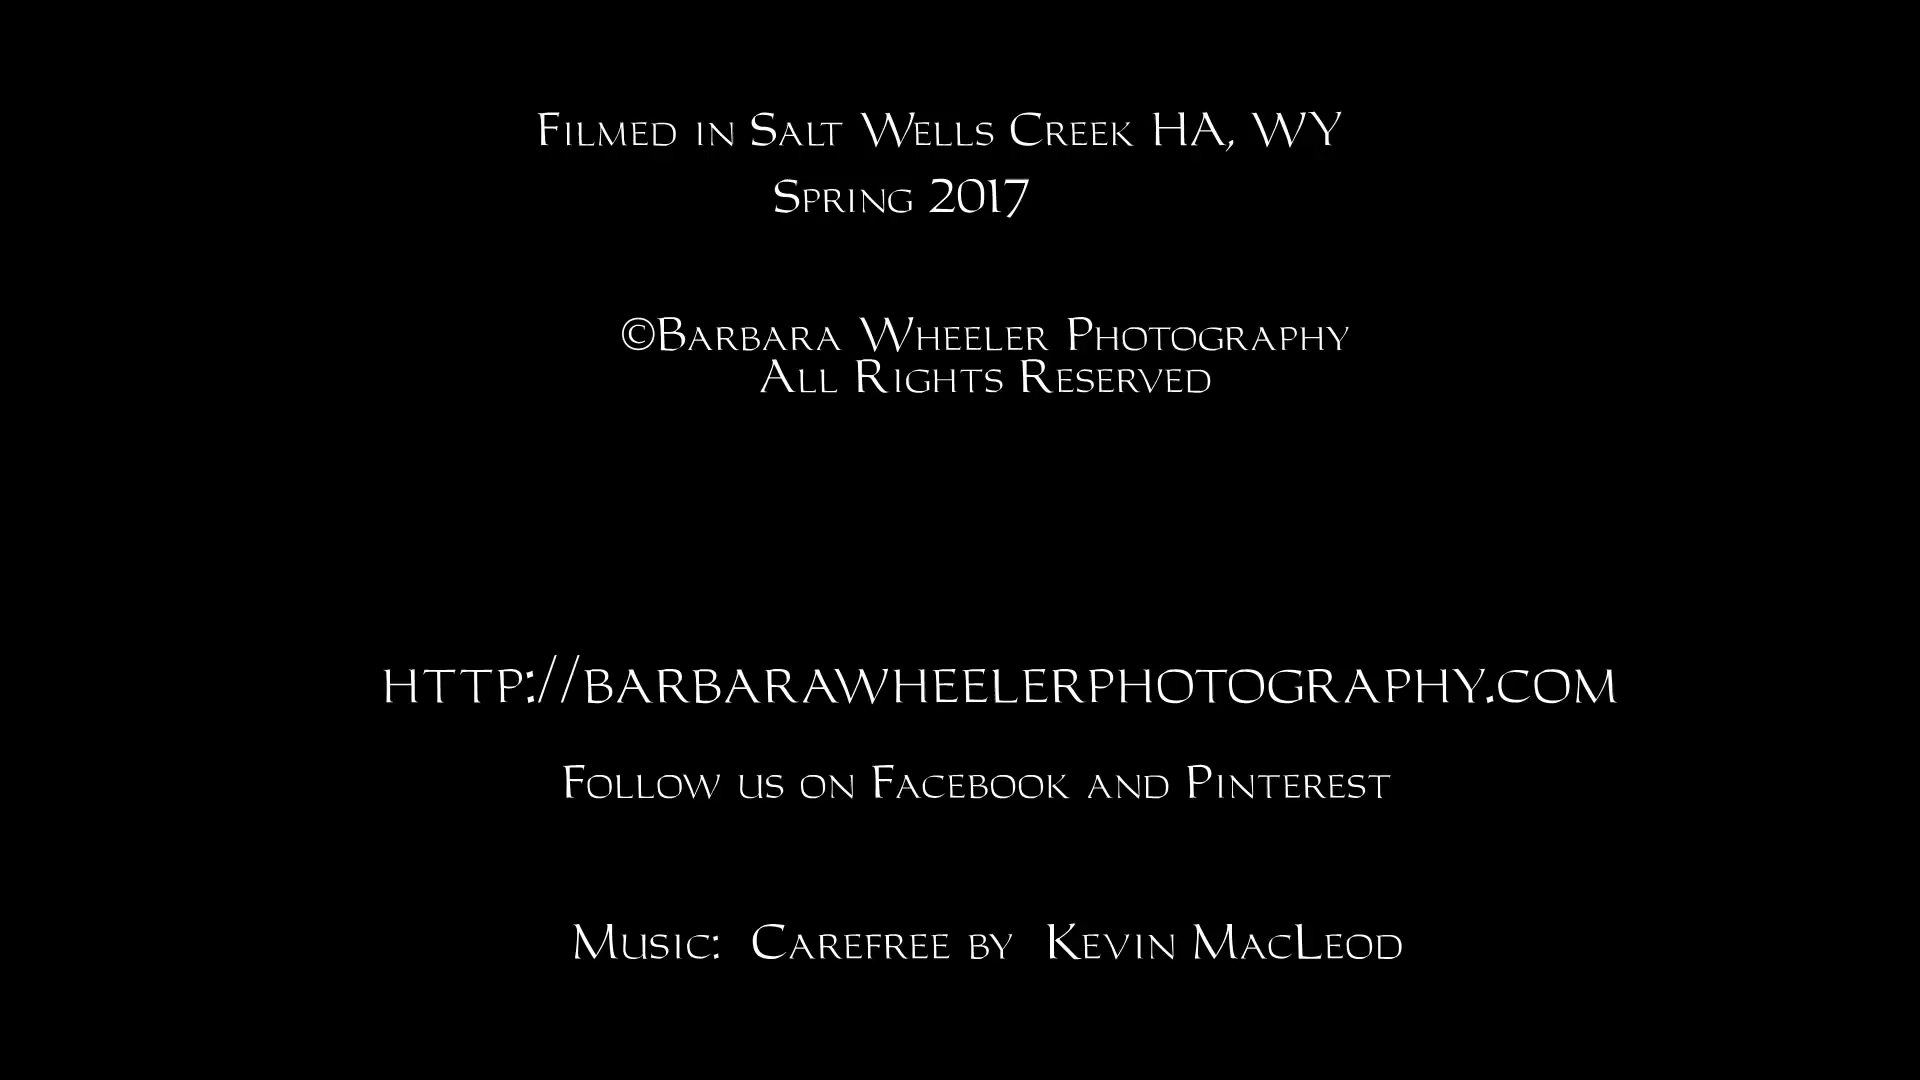 Filmed in Salt Wells Creek HA, WY
Spring 2017
©Barbara Wheeler Photography
All Rights Reserved
http://barbarawheelerphotography.com
Follow us on Facebook and Pinterest
Music: Carefree by Kevin MacLeod